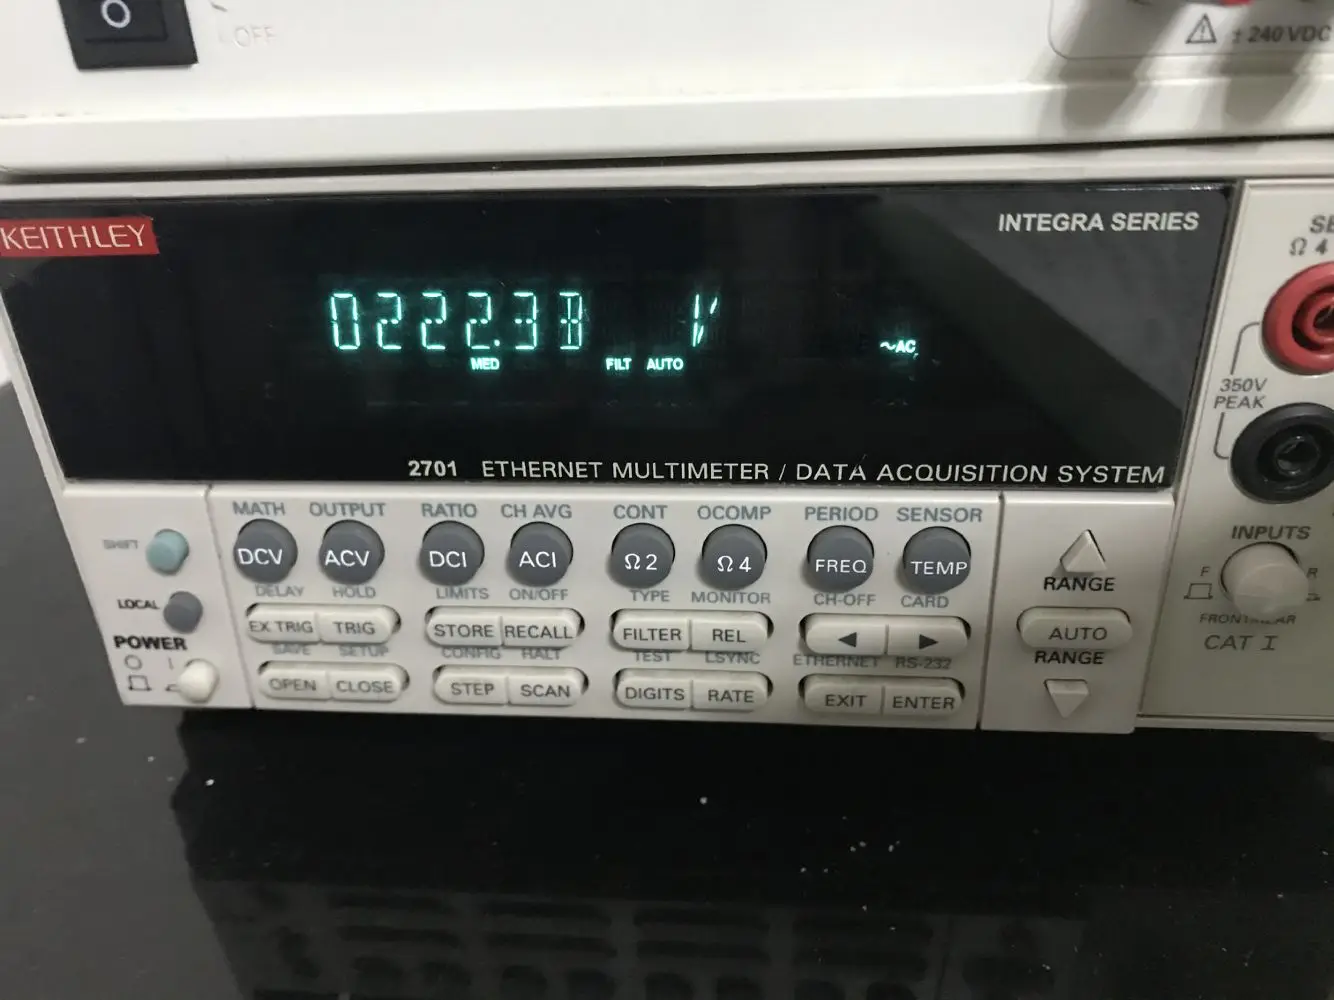 O OFF
± 240 VDC
KEITHLEY INTEGRA SERIES
0222.3 V ~AC
MED FILT AUTO
2701 ETHERNET MULTIMETER / DATA ACQUISITION SYSTEM
Ω 4
350V
PEAK
INPUTS
F R
CAT I
MATH OUTPUT RATIO CH AVG CONT OCOMP PERIOD SENSOR
SHIFT DCV ACV DCI ACI Ω2 Ω4 FREQ TEMP
RANGE
DELAY HOLD LIMITS ON/OFF TYPE MONITOR CH-OFF CARD
LOCAL EX TRIG TRIG STORE RECALL FILTER REL ◀ ▶ AUTO
RANGE
POWER
O I
SAVE SETUP CONFIG HALT TEST LSYNC ETHERNET RS-232
OPEN CLOSE STEP SCAN DIGITS RATE EXIT ENTER